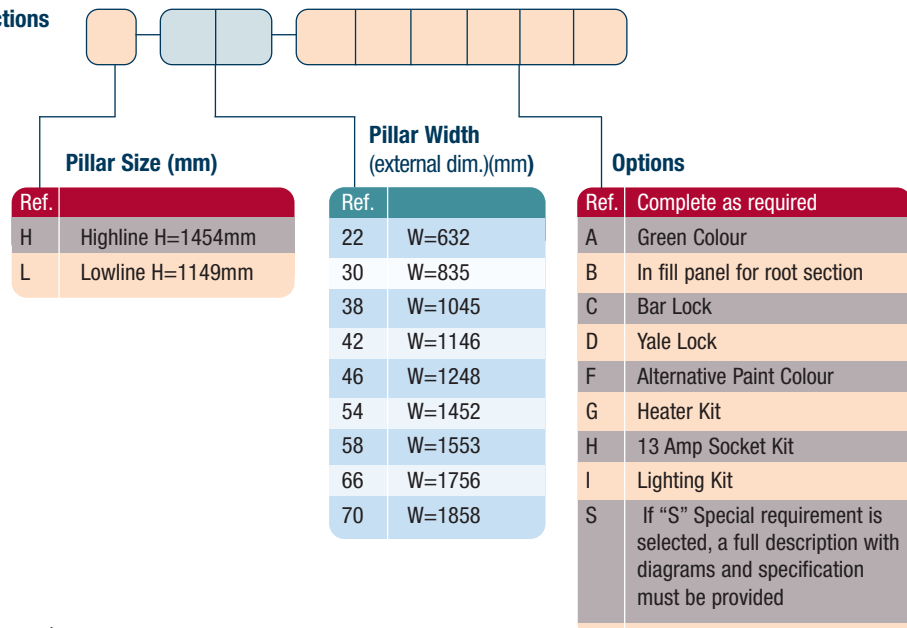 Pillar Size (mm)
Ref.
H Highline H=1454mm
L Lowline H=1149mm
Pillar Width
(external dim.)(mm)
Ref.
22 W=632
30 W=835
38 W=1045
42 W=1146
46 W=1248
54 W=1452
58 W=1553
66 W=1756
70 W=1858
Options
Ref. Complete as required
A Green Colour
B In fill panel for root section
C Bar Lock
D Yale Lock
F Alternative Paint Colour
G Heater Kit
H 13 Amp Socket Kit
I Lighting Kit
S If “S” Special requirement is
selected, a full description with
diagrams and specification
must be provided